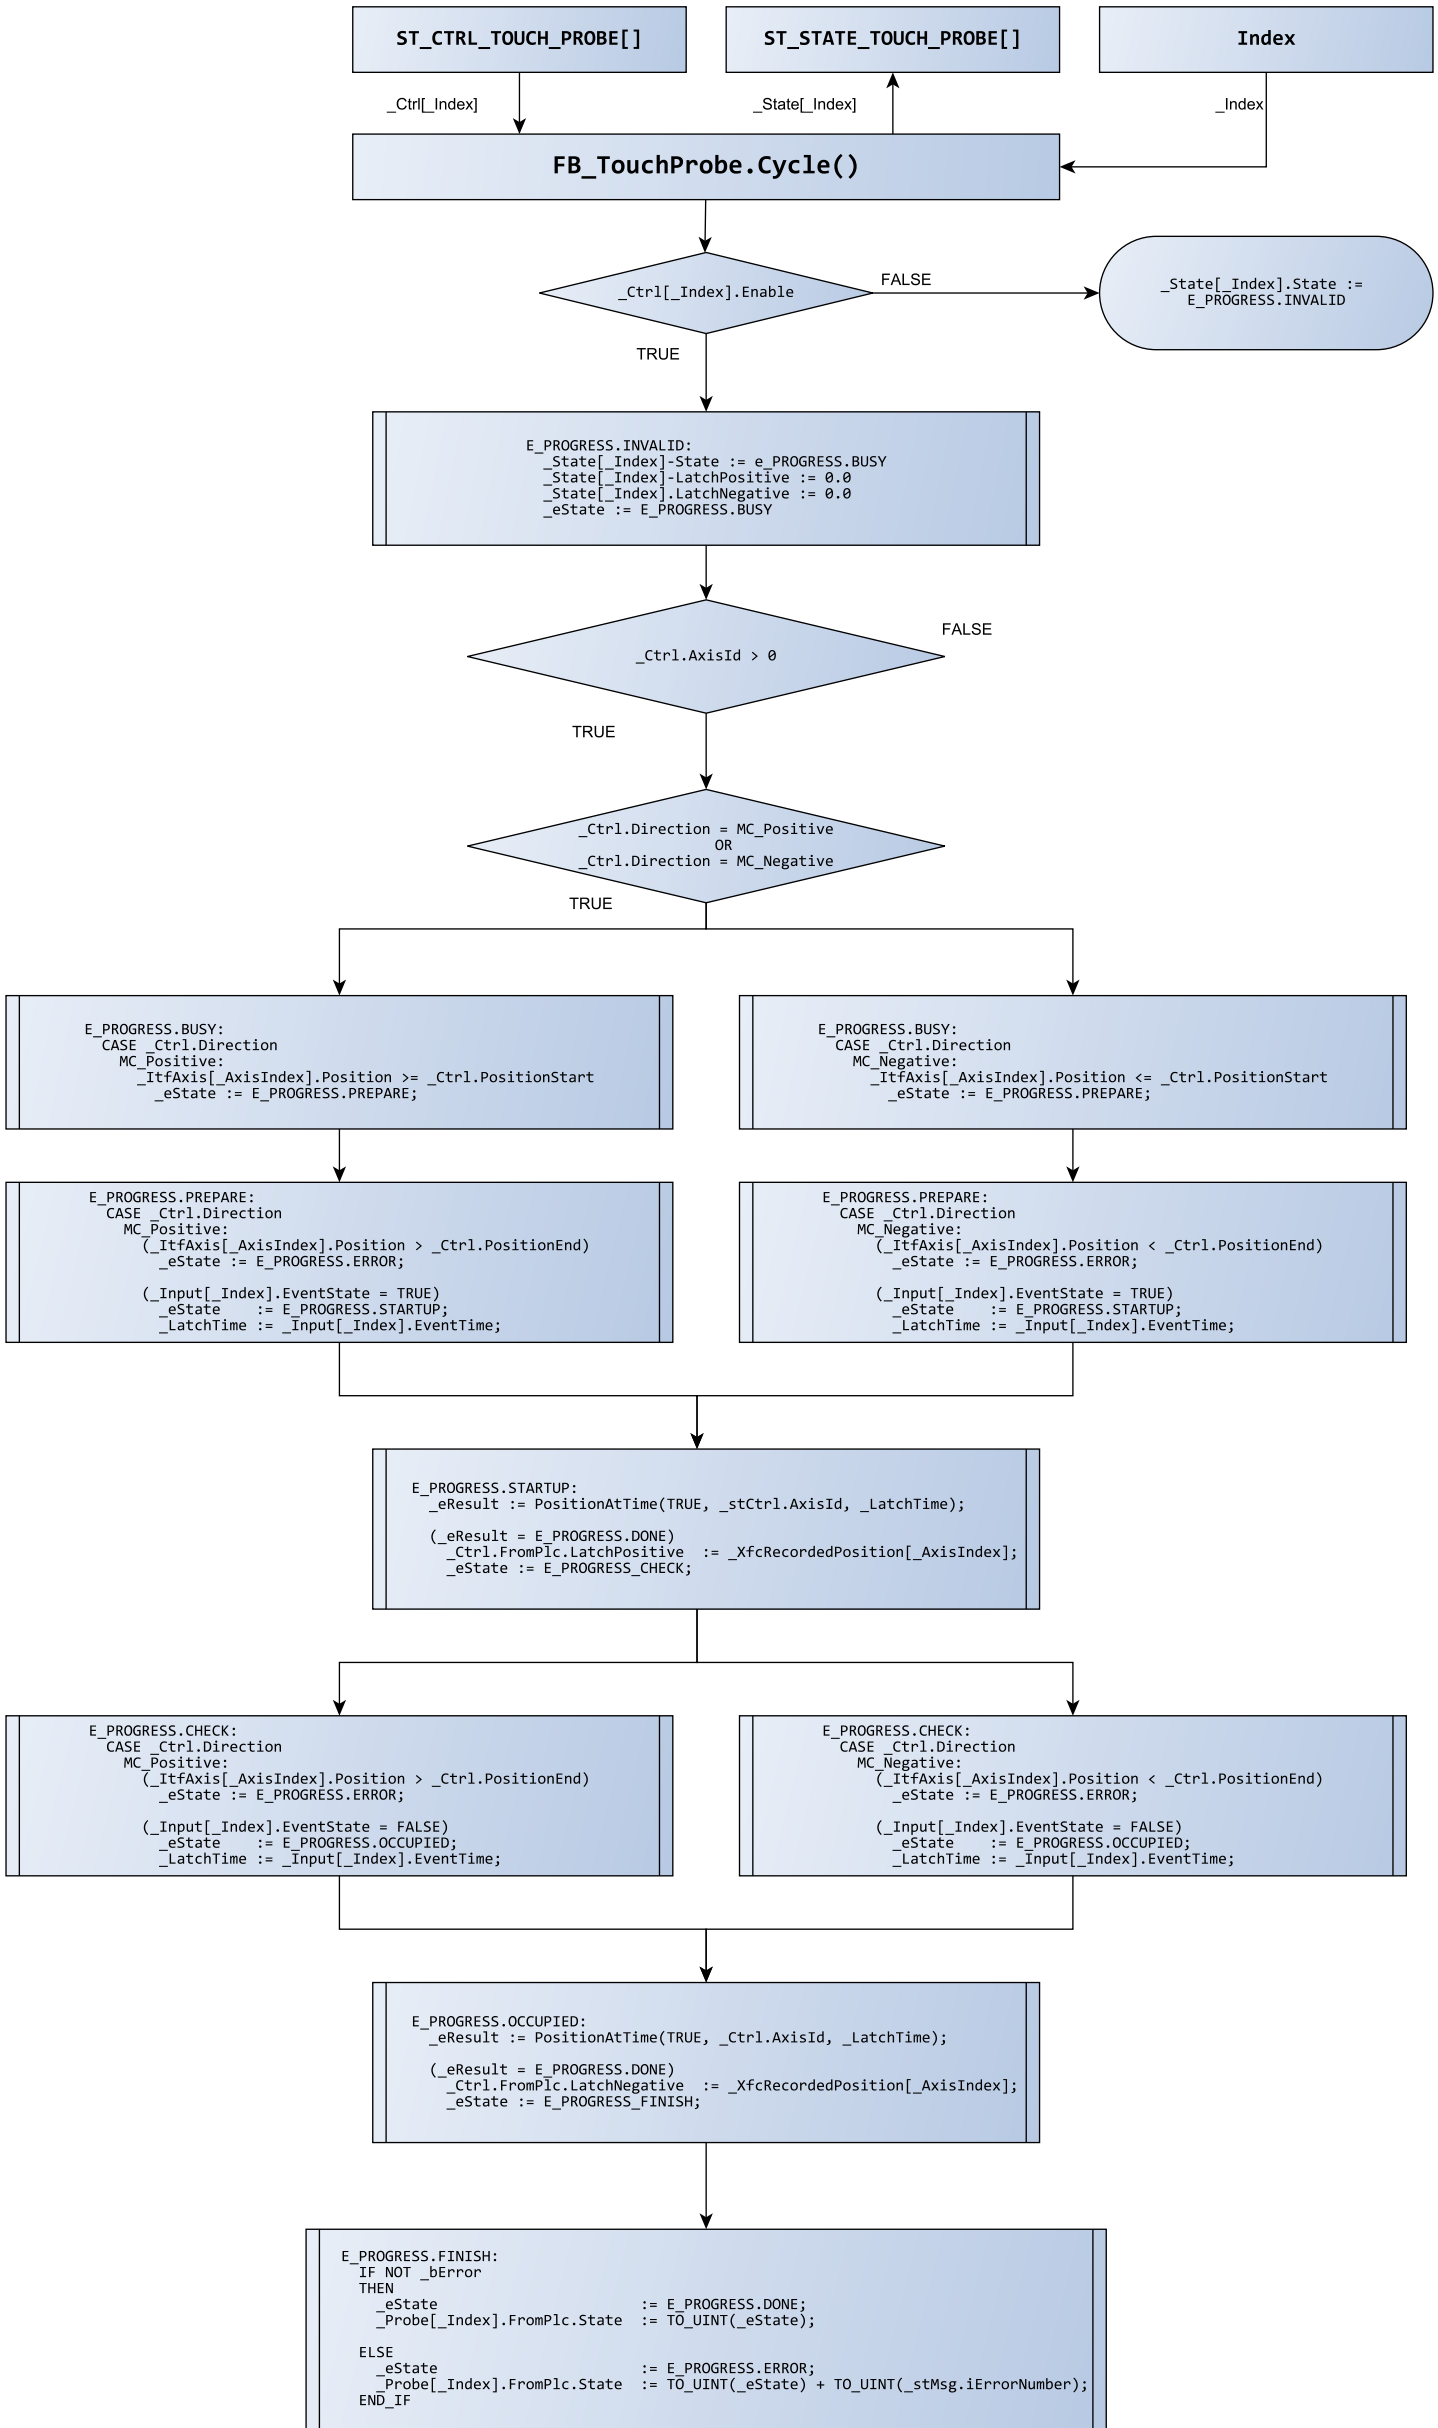 ST_CTRL_TOUCH_PROBE[]
ST_STATE_TOUCH_PROBE[]
Index
_Ctrl[_Index]
_State[_Index]
_Index
FB_TouchProbe.Cycle()
_Ctrl[_Index].Enable
FALSE
_State[_Index].State :=
E_PROGRESS.INVALID
TRUE
E_PROGRESS.INVALID:
_State[_Index]-State := e_PROGRESS.BUSY
_State[_Index]-LatchPositive := 0.0
_State[_Index].LatchNegative := 0.0
_eState := E_PROGRESS.BUSY
FALSE
_Ctrl.AxisId > 0
TRUE
_Ctrl.Direction = MC_Positive
OR
_Ctrl.Direction = MC_Negative
TRUE
E_PROGRESS.BUSY:
CASE _Ctrl.Direction
MC_Positive:
_ItfAxis[_AxisIndex].Position >= _Ctrl.PositionStart
_eState := E_PROGRESS.PREPARE;
E_PROGRESS.BUSY:
CASE _Ctrl.Direction
MC_Negative:
_ItfAxis[_AxisIndex].Position <= _Ctrl.PositionStart
_eState := E_PROGRESS.PREPARE;
E_PROGRESS.PREPARE:
CASE _Ctrl.Direction
MC_Positive:
(_ItfAxis[_AxisIndex].Position > _Ctrl.PositionEnd)
_eState := E_PROGRESS.ERROR;
(_Input[_Index].EventState = TRUE)
_eState    := E_PROGRESS.STARTUP;
_LatchTime := _Input[_Index].EventTime;
E_PROGRESS.PREPARE:
CASE _Ctrl.Direction
MC_Negative:
(_ItfAxis[_AxisIndex].Position < _Ctrl.PositionEnd)
_eState := E_PROGRESS.ERROR;
(_Input[_Index].EventState = TRUE)
_eState    := E_PROGRESS.STARTUP;
_LatchTime := _Input[_Index].EventTime;
E_PROGRESS.STARTUP:
_eResult := PositionAtTime(TRUE, _stCtrl.AxisId, _LatchTime);
(_eResult = E_PROGRESS.DONE)
_Ctrl.FromPlc.LatchPositive  := _XfcRecordedPosition[_AxisIndex];
_eState := E_PROGRESS_CHECK;
E_PROGRESS.CHECK:
CASE _Ctrl.Direction
MC_Positive:
(_ItfAxis[_AxisIndex].Position > _Ctrl.PositionEnd)
_eState := E_PROGRESS.ERROR;
(_Input[_Index].EventState = FALSE)
_eState    := E_PROGRESS.OCCUPIED;
_LatchTime := _Input[_Index].EventTime;
E_PROGRESS.CHECK:
CASE _Ctrl.Direction
MC_Negative:
(_ItfAxis[_AxisIndex].Position < _Ctrl.PositionEnd)
_eState := E_PROGRESS.ERROR;
(_Input[_Index].EventState = FALSE)
_eState    := E_PROGRESS.OCCUPIED;
_LatchTime := _Input[_Index].EventTime;
E_PROGRESS.OCCUPIED:
_eResult := PositionAtTime(TRUE, _Ctrl.AxisId, _LatchTime);
(_eResult = E_PROGRESS.DONE)
_Ctrl.FromPlc.LatchNegative  := _XfcRecordedPosition[_AxisIndex];
_eState := E_PROGRESS_FINISH;
E_PROGRESS.FINISH:
IF NOT _bError
THEN
_eState                       := E_PROGRESS.DONE;
_Probe[_Index].FromPlc.State  := TO_UINT(_eState);
ELSE
_eState                       := E_PROGRESS.ERROR;
_Probe[_Index].FromPlc.State  := TO_UINT(_eState) + TO_UINT(_stMsg.iErrorNumber);
END_IF